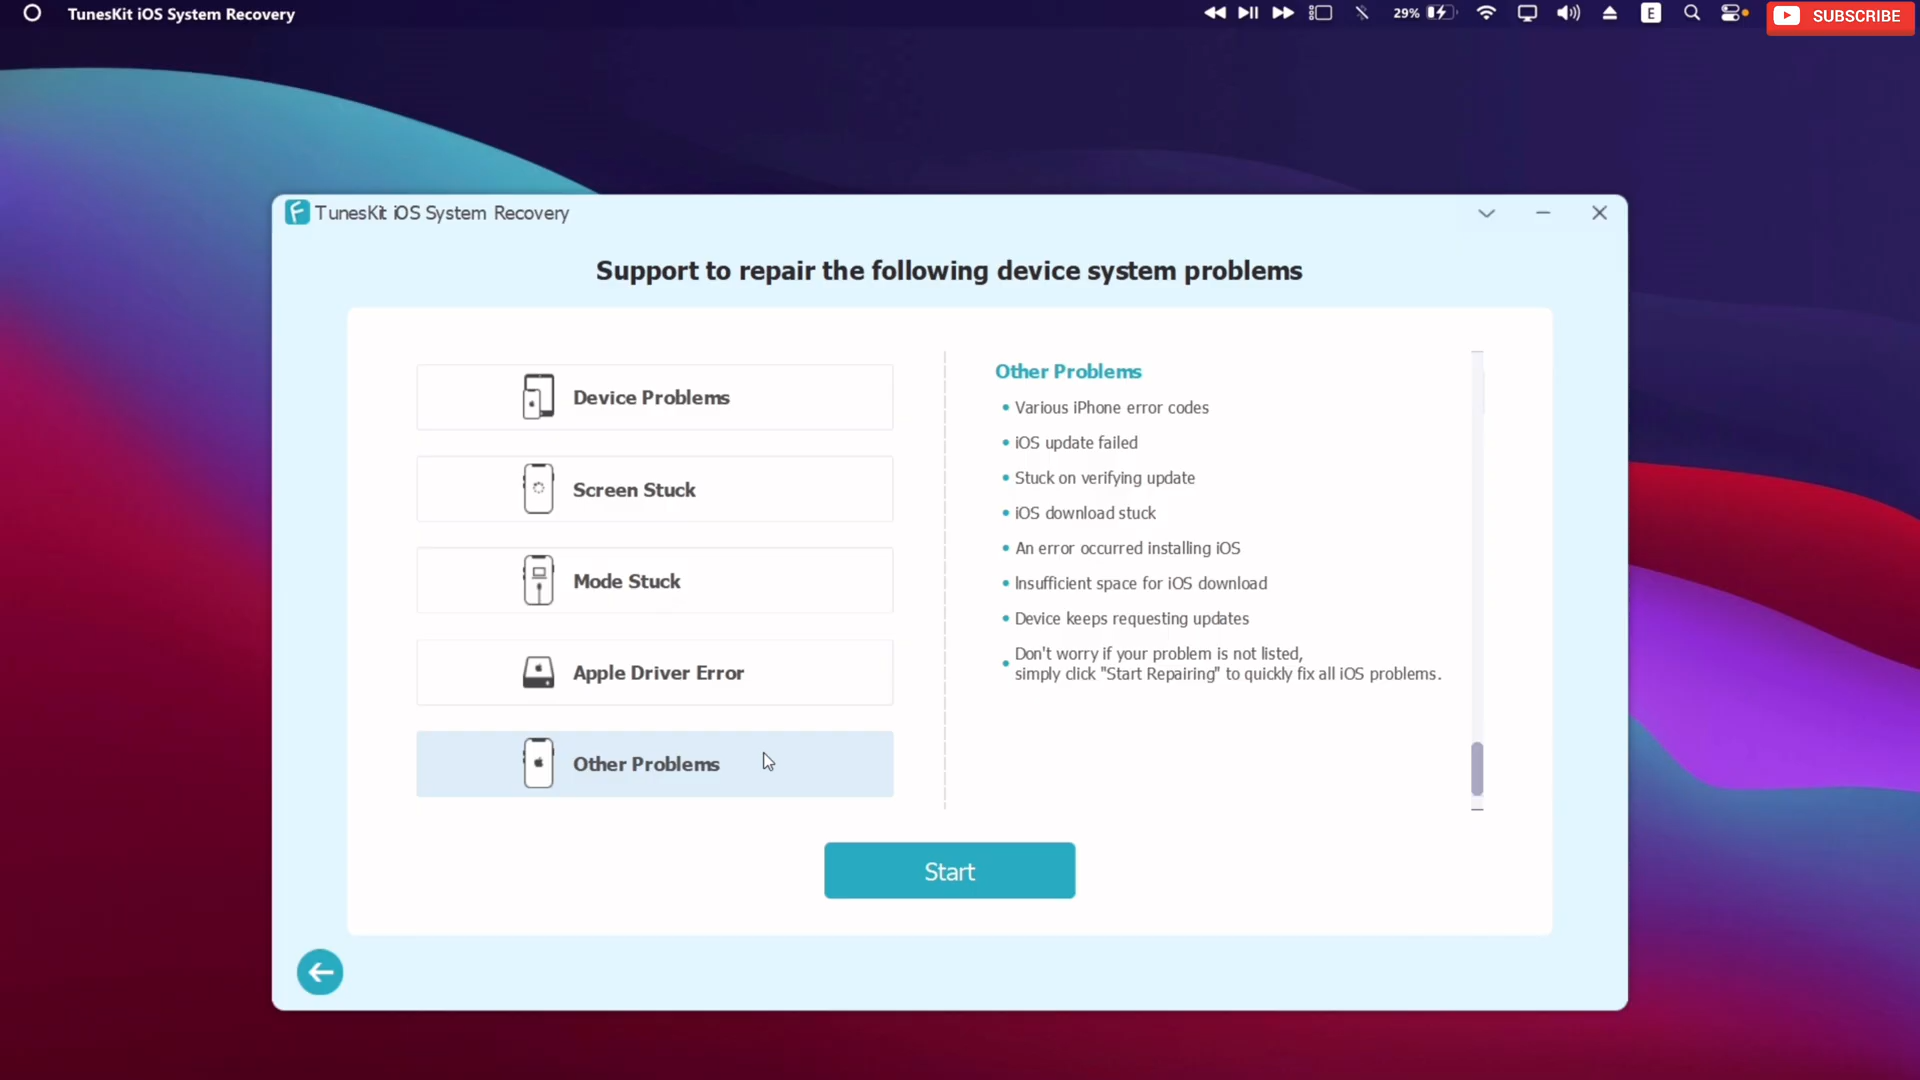 TunesKit iOS System Recovery
29%
E
SUBSCRIBE
TunesKit iOS System Recovery
Support to repair the following device system problems
Device Problems
Screen Stuck
Mode Stuck
Apple Driver Error
Other Problems
Other Problems
• Various iPhone error codes
• iOS update failed
• Stuck on verifying update
• iOS download stuck
• An error occurred installing iOS
• Insufficient space for iOS download
• Device keeps requesting updates
• Don't worry if your problem is not listed,
simply click "Start Repairing" to quickly fix all iOS problems.
Start